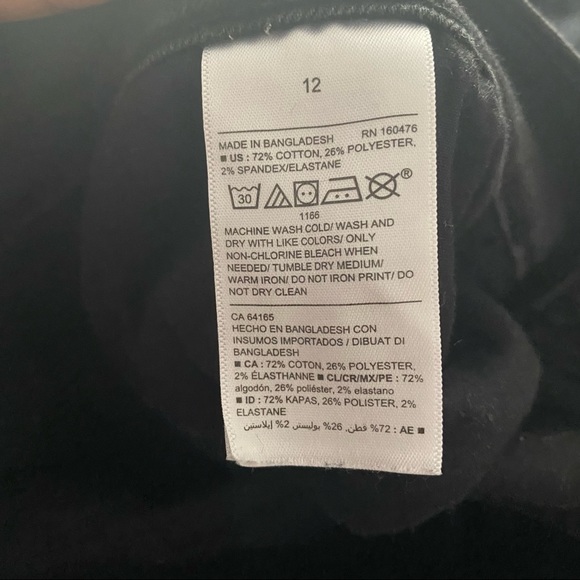 12
MADE IN BANGLADESH RN 160476
■ US : 72% COTTON, 26% POLYESTER,
2% SPANDEX/ELASTANE
30 ®
1166
MACHINE WASH COLD/ WASH AND
DRY WITH LIKE COLORS/ ONLY
NON-CHLORINE BLEACH WHEN
NEEDED/ TUMBLE DRY MEDIUM/
WARM IRON/ DO NOT IRON PRINT/ DO
NOT DRY CLEAN
CA 64165
HECHO EN BANGLADESH CON
INSUMOS IMPORTADOS / DIBUAT DI
BANGLADESH
■ CA : 72% COTON, 26% POLYESTER,
2% ÉLASTHANNE ■ CL/CR/MX/PE : 72%
algodón, 26% poliéster, 2% elastano
■ ID : 72% KAPAS, 26% POLISTER, 2%
ELASTANE
■ AE : 72% قطن, 26% بوليستر, 2% إيلاستين